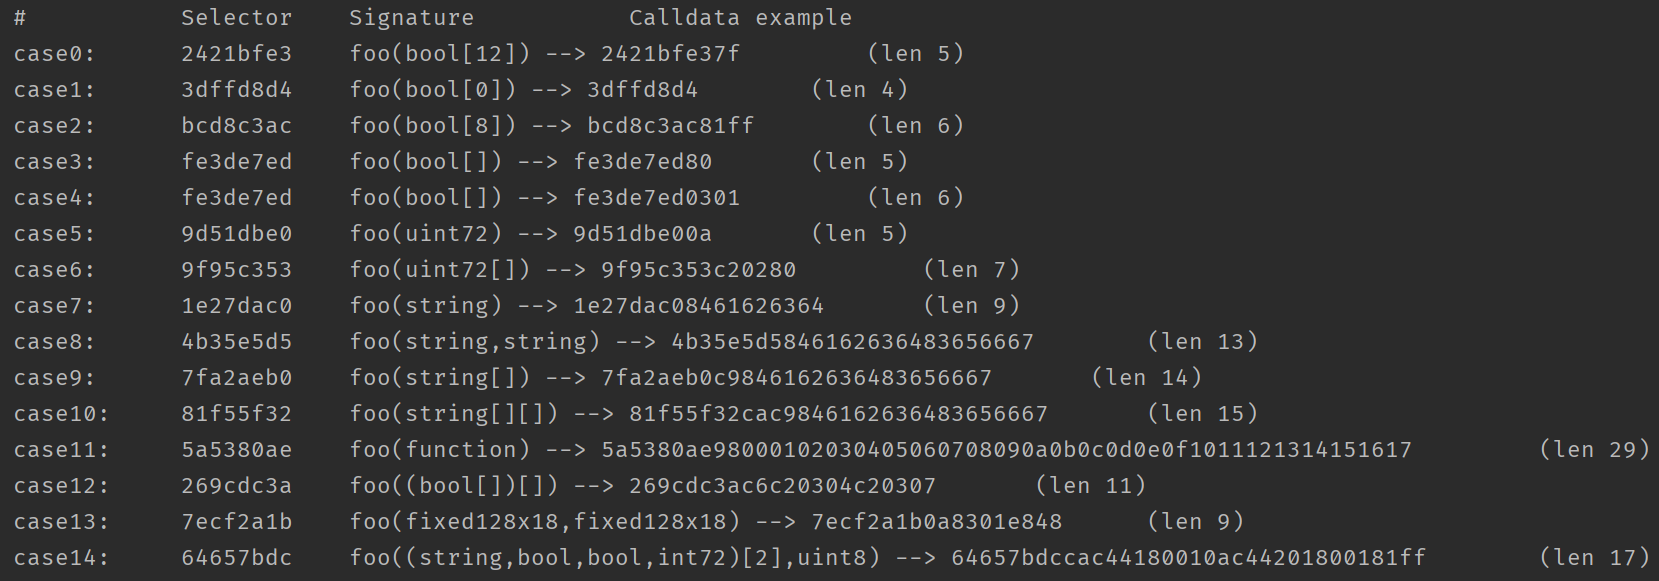 # Selector Signature Calldata example
case0: 2421bfe3 foo(bool[12]) --> 2421bfe37f (len 5)
case1: 3dffd8d4 foo(bool[0]) --> 3dffd8d4 (len 4)
case2: bcd8c3ac foo(bool[8]) --> bcd8c3ac81ff (len 6)
case3: fe3de7ed foo(bool[]) --> fe3de7ed80 (len 5)
case4: fe3de7ed foo(bool[]) --> fe3de7ed0301 (len 6)
case5: 9d51dbe0 foo(uint72) --> 9d51dbe00a (len 5)
case6: 9f95c353 foo(uint72[]) --> 9f95c353c20280 (len 7)
case7: 1e27dac0 foo(string) --> 1e27dac08461626364 (len 9)
case8: 4b35e5d5 foo(string,string) --> 4b35e5d5846162636483656667 (len 13)
case9: 7fa2aeb0 foo(string[]) --> 7fa2aeb0c9846162636483656667 (len 14)
case10: 81f55f32 foo(string[][]) --> 81f55f32cac9846162636483656667 (len 15)
case11: 5a5380ae foo(function) --> 5a5380ae98000102030405060708090a0b0c0d0e0f1011121314151617 (len 29)
case12: 269cdc3a foo((bool[])[]) --> 269cdc3ac6c20304c20307 (len 11)
case13: 7ecf2a1b foo(fixed128x18,fixed128x18) --> 7ecf2a1b0a8301e848 (len 9)
case14: 64657bdc foo((string,bool,bool,int72)[2],uint8) --> 64657bdccac44180010ac44201800181ff (len 17)